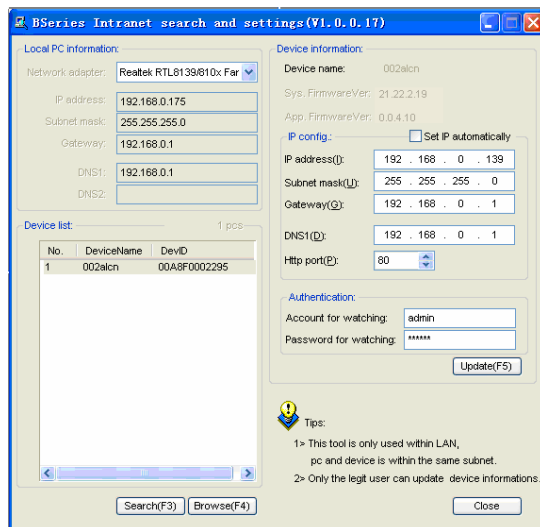 BSeries Intranet search and settings(V1.0.0.17)
Local PC information:
Network adapter: Realtek RTL8139/810x Far
IP address: 192.168.0.175
Subnet mask: 255.255.255.0
Gateway: 192.168.0.1
DNS1: 192.168.0.1
DNS2:
Device list: 1 pcs
No. DeviceName DevID
1 002alcn 00A8F0002295
Search(F3) Browse(F4)
Device information:
Device name: 002alcn
Sys. FirmwareVer: 21.22.2.19
App. FirmwareVer: 0.0.4.10
IP config.: Set IP automatically
IP address(I): 192 . 168 . 0 . 139
Subnet mask(U): 255 . 255 . 255 . 0
Gateway(G): 192 . 168 . 0 . 1
DNS1(D): 192 . 168 . 0 . 1
Http port(P): 80
Authentication:
Account for watching: admin
Password for watching: ******
Update(F5)
Tips:
1> This tool is only used within LAN,
pc and device is within the same subnet.
2> Only the legit user can update device informations.
Close